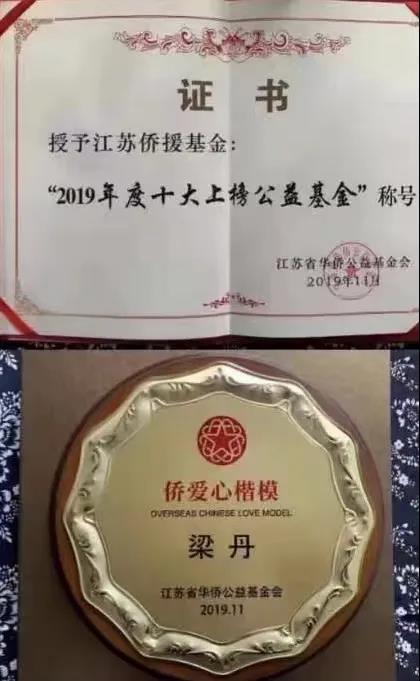 证书
授予江苏侨援基金：
“2019年度十大上榜公益基金”称号
江苏省华侨公益基金会
2019年11月
侨爱心楷模
OVERSEAS CHINESE LOVE MODEL
梁丹
江苏省华侨公益基金会
2019.11